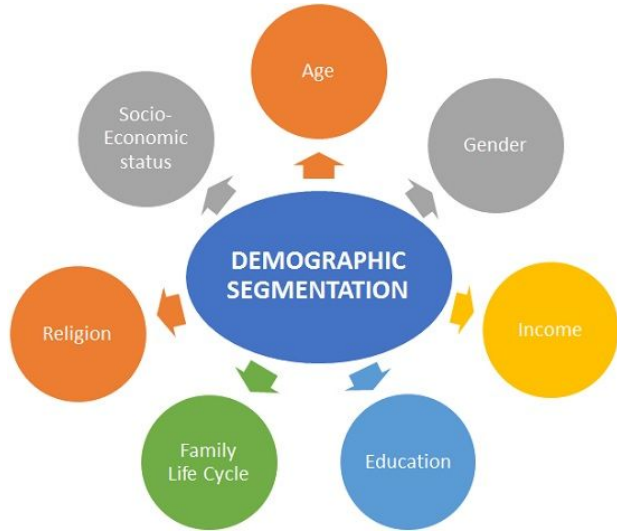 Age
Gender
Income
Education
Family
Life Cycle
Religion
Socio-
Economic
status
DEMOGRAPHIC
SEGMENTATION